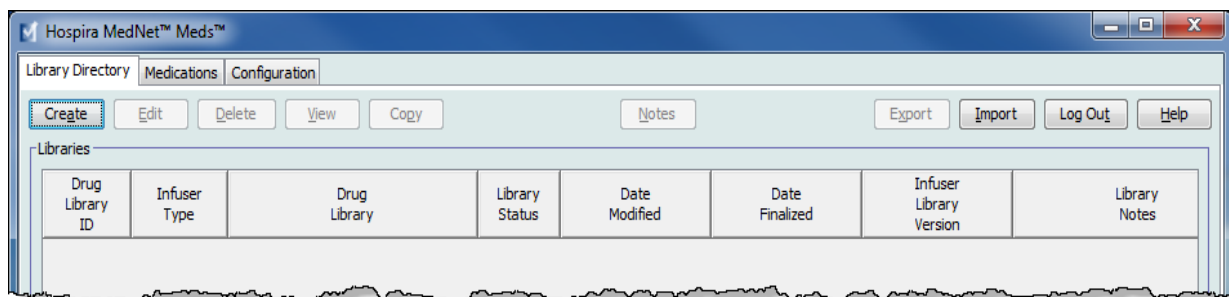 Hospira MedNet™ Meds™
Library Directory Medications Configuration
Create Edit Delete View Copy Notes Export Import Log Out Help
Libraries
Drug Library ID Infuser Type Drug Library Library Status Date Modified Date Finalized Infuser Library Version Library Notes